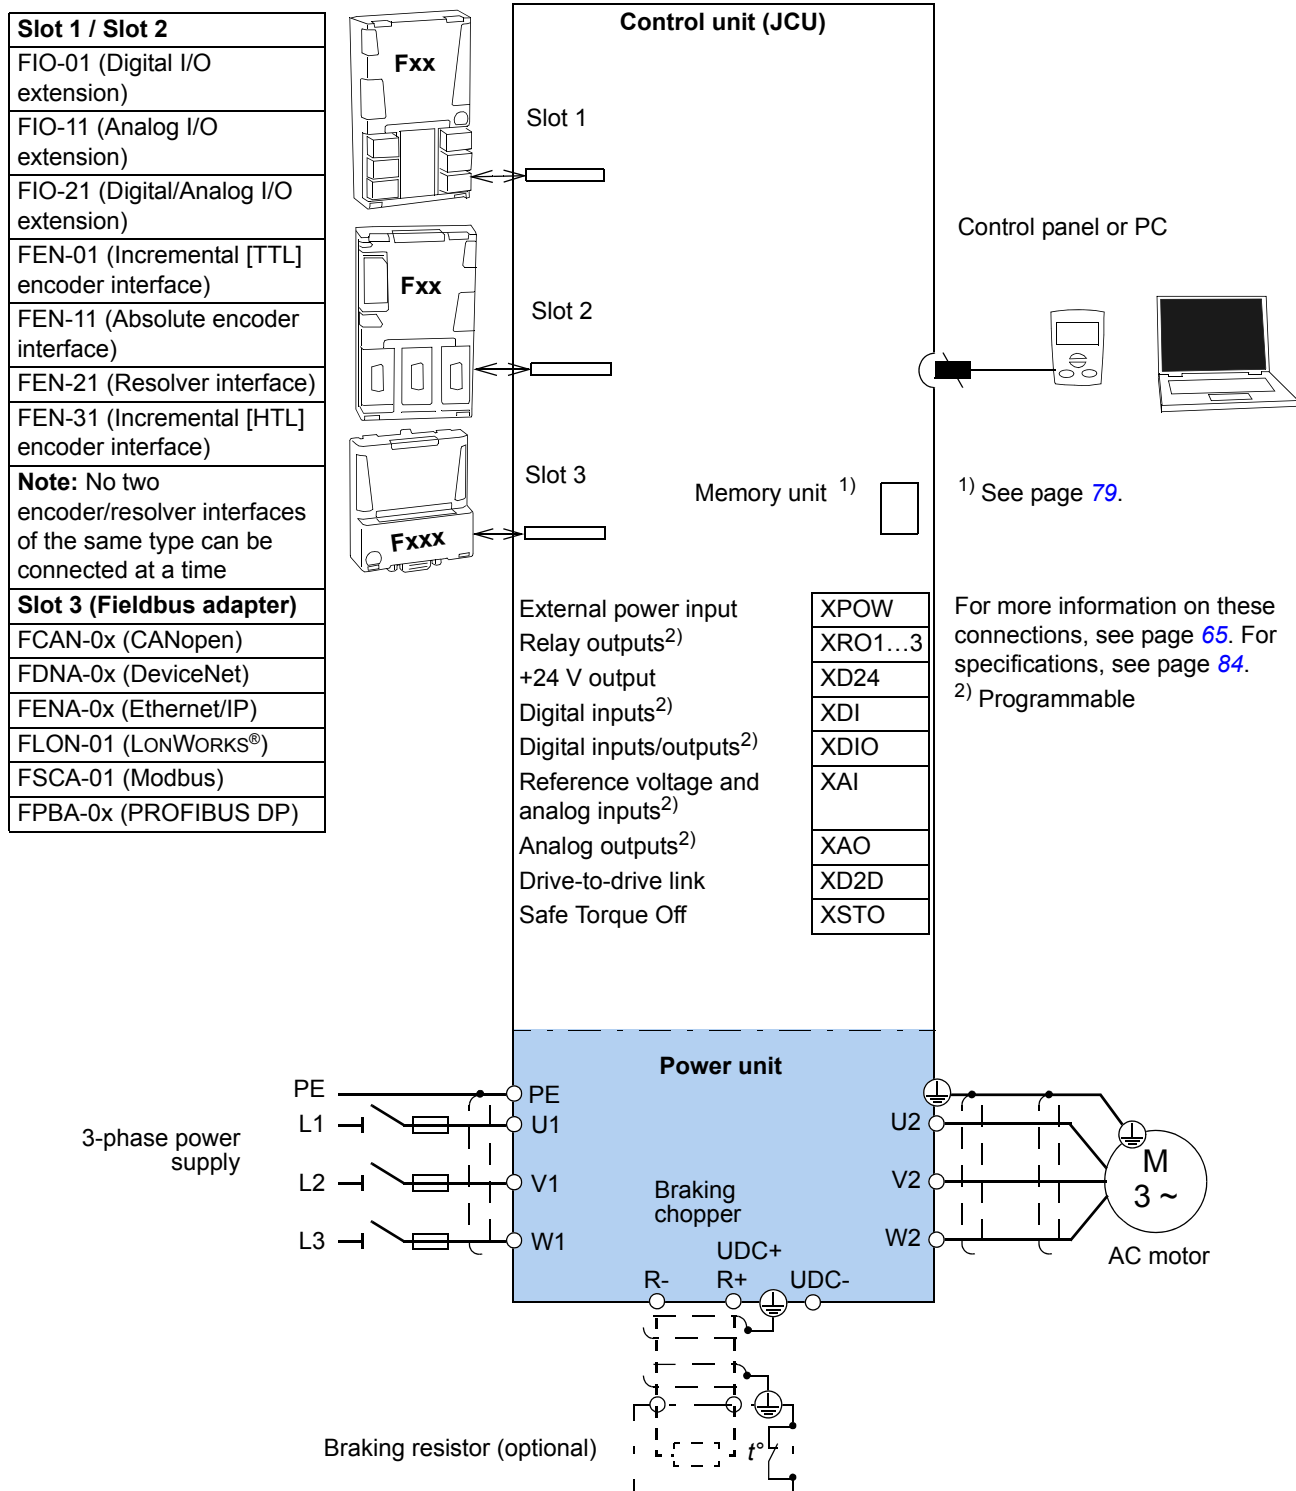 Slot 1 / Slot 2
FIO-01 (Digital I/O
extension)
FIO-11 (Analog I/O
extension)
FIO-21 (Digital/Analog I/O
extension)
FEN-01 (Incremental [TTL]
encoder interface)
FEN-11 (Absolute encoder
interface)
FEN-21 (Resolver interface)
FEN-31 (Incremental [HTL]
encoder interface)
Note: No two
encoder/resolver interfaces
of the same type can be
connected at a time
Slot 3 (Fieldbus adapter)
FCAN-0x (CANopen)
FDNA-0x (DeviceNet)
FENA-0x (Ethernet/IP)
FLON-01 (LONWORKS®)
FSCA-01 (Modbus)
FPBA-0x (PROFIBUS DP)
Fxx
Fxx
Fxxx
Control unit (JCU)
Slot 1
Slot 2
Slot 3
Control panel or PC
Memory unit 1)
1) See page 79.
External power input XPOW
Relay outputs2) XRO1…3
+24 V output XD24
Digital inputs2) XDI
Digital inputs/outputs2) XDIO
Reference voltage and XAI
analog inputs2)
Analog outputs2) XAO
Drive-to-drive link XD2D
Safe Torque Off XSTO
For more information on these
connections, see page 65. For
specifications, see page 84.
2) Programmable
Power unit
3-phase power
supply
PE
L1
L2
L3
PE
U1
V1
W1
Braking
chopper
U2
V2
W2
M
3 ~
AC motor
UDC+
R- R+ UDC-
Braking resistor (optional)
t°